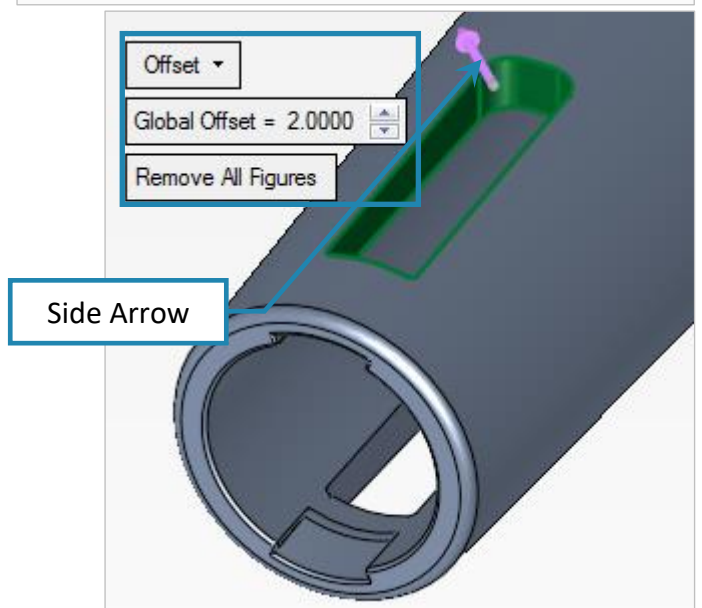 Offset
Global Offset = 2.0000
Remove All Figures
Side Arrow